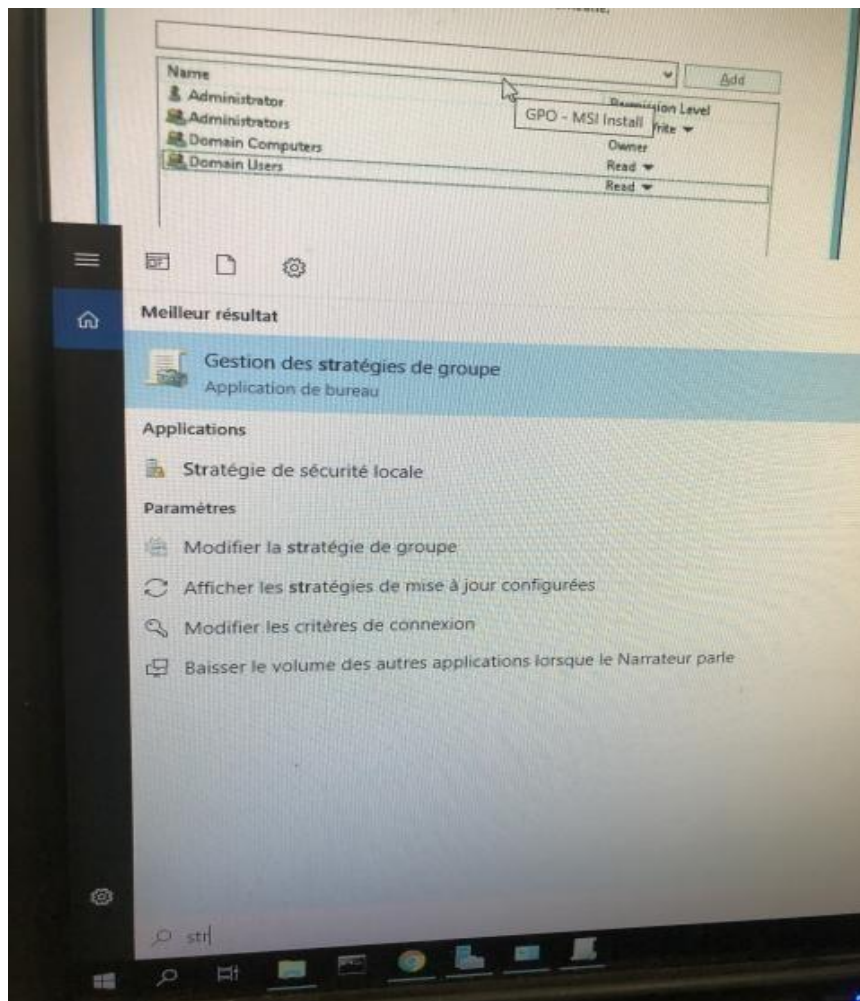 Add
Name
Permission Level
Administrator
GPO - MSI Install
Administrators
Owner
Domain Computers
Read
Domain Users
Read
Meilleur résultat
Gestion des stratégies de groupe
Application de bureau
Applications
Stratégie de sécurité locale
Paramètres
Modifier la stratégie de groupe
Afficher les stratégies de mise à jour configurées
Modifier les critères de connexion
Baisser le volume des autres applications lorsque le Narrateur parle
str